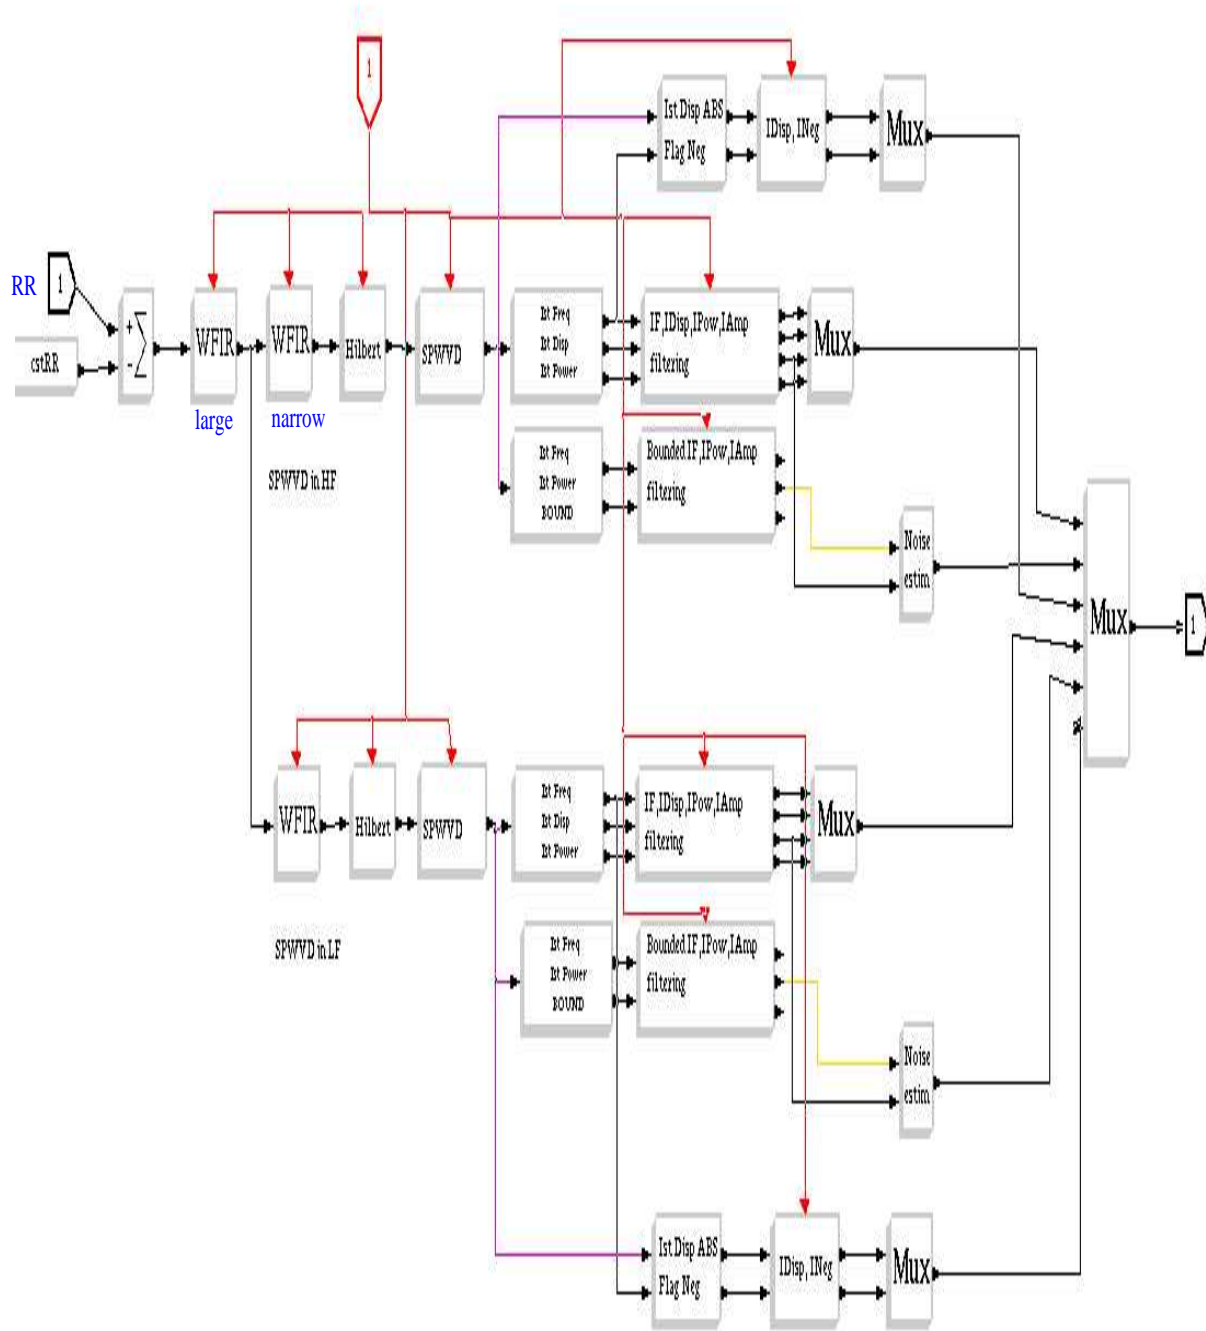 1
Ist Disp ABS
Flag Neg
IDisp, INeg
Mux
RR
1
cstRR
+
-
Σ
WFIR
large
WFIR
narrow
Hilbert
SPWVD
Ist Freq
Ist Disp
Ist Power
IF,IDisp,IPow,IAmp
filtering
Mux
SPWVD in HF
Ist Freq
Ist Power
BOUND
Bounded IF,IPow,IAmp
filtering
Noise
estim
Mux
1
WFIR
Hilbert
SPWVD
Ist Freq
Ist Disp
Ist Power
IF,IDisp,IPow,IAmp
filtering
Mux
SPWVD in LF
Ist Freq
Ist Power
BOUND
Bounded IF,IPow,IAmp
filtering
Noise
estim
Ist Disp ABS
Flag Neg
IDisp, INeg
Mux